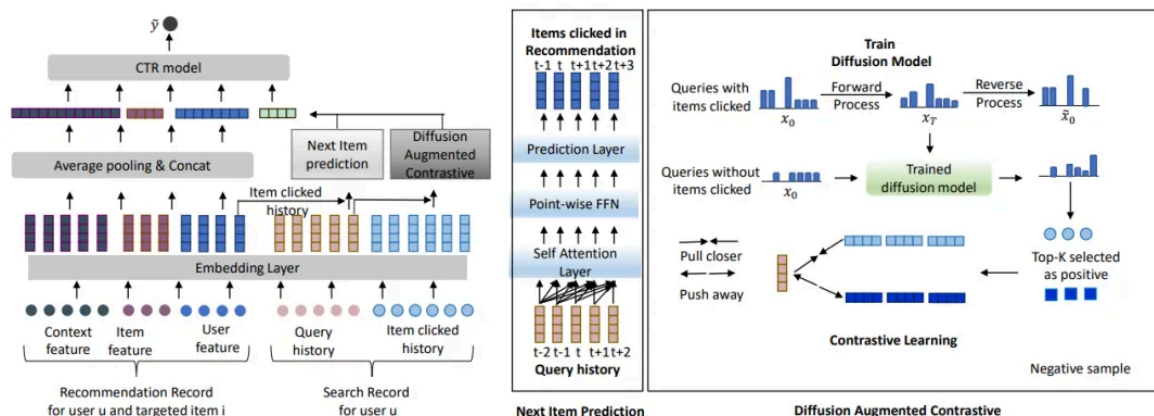 ỹ
CTR model
Next Item
prediction
Diffusion
Augmented
Contrastive
Average pooling & Concat
Item clicked
history
Embedding Layer
Context
feature
Item
feature
User
feature
Query
history
Item clicked
history
Recommendation Record
for user u and targeted item i
Search Record
for user u
Items clicked in
Recommendation
t-1 t t+1 t+2 t+3
Prediction Layer
Point-wise FFN
Self Attention
Layer
t-2 t-1 t t+1 t+2
Query history
Next Item Prediction
Train
Diffusion Model
Queries with
items clicked
x₀
Forward
Process
x_T
Reverse
Process
x̃₀
Queries without
items clicked
x₀
Trained
diffusion model
Pull closer
Push away
Top-K selected
as positive
Contrastive Learning
Negative sample
Diffusion Augmented Contrastive